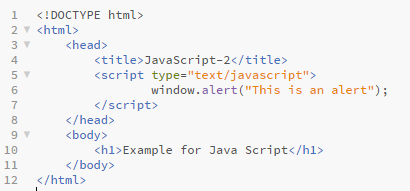 1 <!DOCTYPE html>
2 <html>
3 <head>
4 <title>JavaScript-2</title>
5 <script type="text/javascript">
6 window.alert("This is an alert");
7 </script>
8 </head>
9 <body>
10 <h1>Example for Java Script</h1>
11 </body>
12 </html>